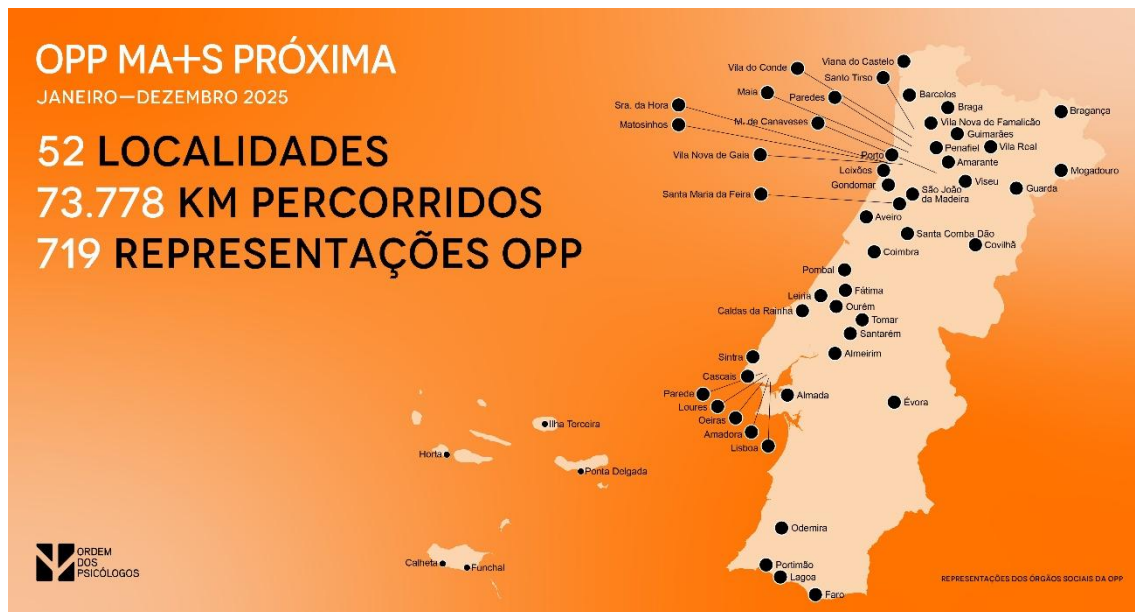 OPP MA+S PRÓXIMA
JANEIRO—DEZEMBRO 2025
52 LOCALIDADES
73.778 KM PERCORRIDOS
719 REPRESENTAÇÕES OPP
Viana do Castelo
Vila do Conde
Santo Tirso
Maia
Paredes
Barcolos
Braga
Bragança
Sra. da Hora
Matosinhos
M. de Canaveses
Vila Nova do Famalicão
Guimarães
Penafiel
Vila Roal
Vila Nova de Gaia
Porto
Amarante
Loixões
Mogadouro
Gondomar
Viseu
Guarda
Santa Maria da Feira
São João
da Madeira
Aveiro
Santa Comba Dão
Covilhã
Coimbra
Pombal
Fátima
Leiria
Ourém
Caldas da Rainha
Tomar
Santarém
Sintra
Almeirim
Cascais
Parede
Almada
Évora
Loures
Oeiras
Amadora
Lisboa
Ilha Torceira
Horta
Ponta Delgada
Odemira
Calheta
Funchal
Portimão
Lagoa
Faro
ORDEM
DOS
PSICÓLOGOS
REPRESENTAÇÕES DOS ÓRGÃOS SOCIAIS DA OPP